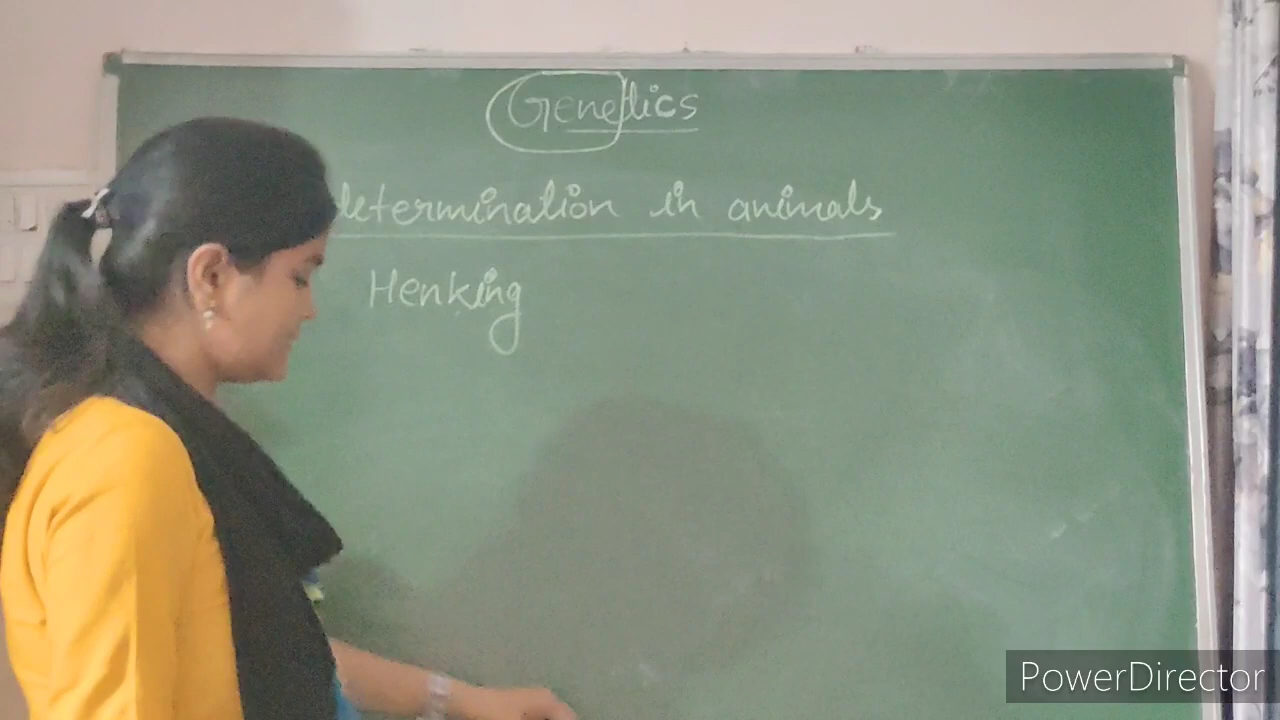 Genetics
determination in animals
Henking
PowerDirector